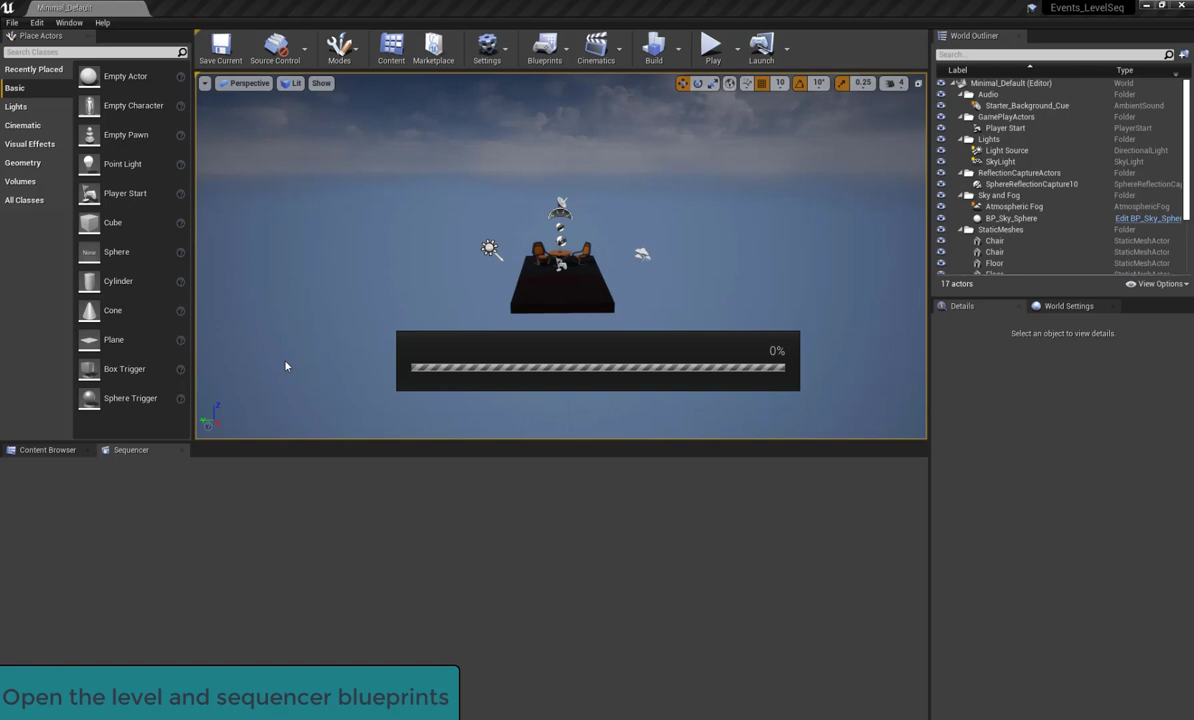 Minimal_Default
Events_LevelSeq
File Edit Window Help
Place Actors
Search Classes
Recently Placed
Basic
Lights
Cinematic
Visual Effects
Geometry
Volumes
All Classes
Empty Actor
Empty Character
Empty Pawn
Point Light
Player Start
Cube
None
Sphere
Cylinder
Cone
Plane
Box Trigger
Sphere Trigger
Save Current
Source Control
Modes
Content
Marketplace
Settings
Blueprints
Cinematics
Build
Play
Launch
Perspective
Lit
Show
10
10°
0.25
4
0%
Content Browser
Sequencer
World Outliner
Search...
Label Type
Minimal_Default (Editor) World
Audio Folder
Starter_Background_Cue AmbientSound
GamePlayActors Folder
Player Start PlayerStart
Lights Folder
Light Source DirectionalLight
SkyLight SkyLight
ReflectionCaptureActors Folder
SphereReflectionCapture10 SphereReflectionCap
Sky and Fog Folder
Atmospheric Fog AtmosphericFog
BP_Sky_Sphere Edit BP_Sky_Spher
StaticMeshes Folder
Chair StaticMeshActor
Chair StaticMeshActor
Floor StaticMeshActor
17 actors
View Options
Details
World Settings
Select an object to view details.
Open the level and sequencer blueprints